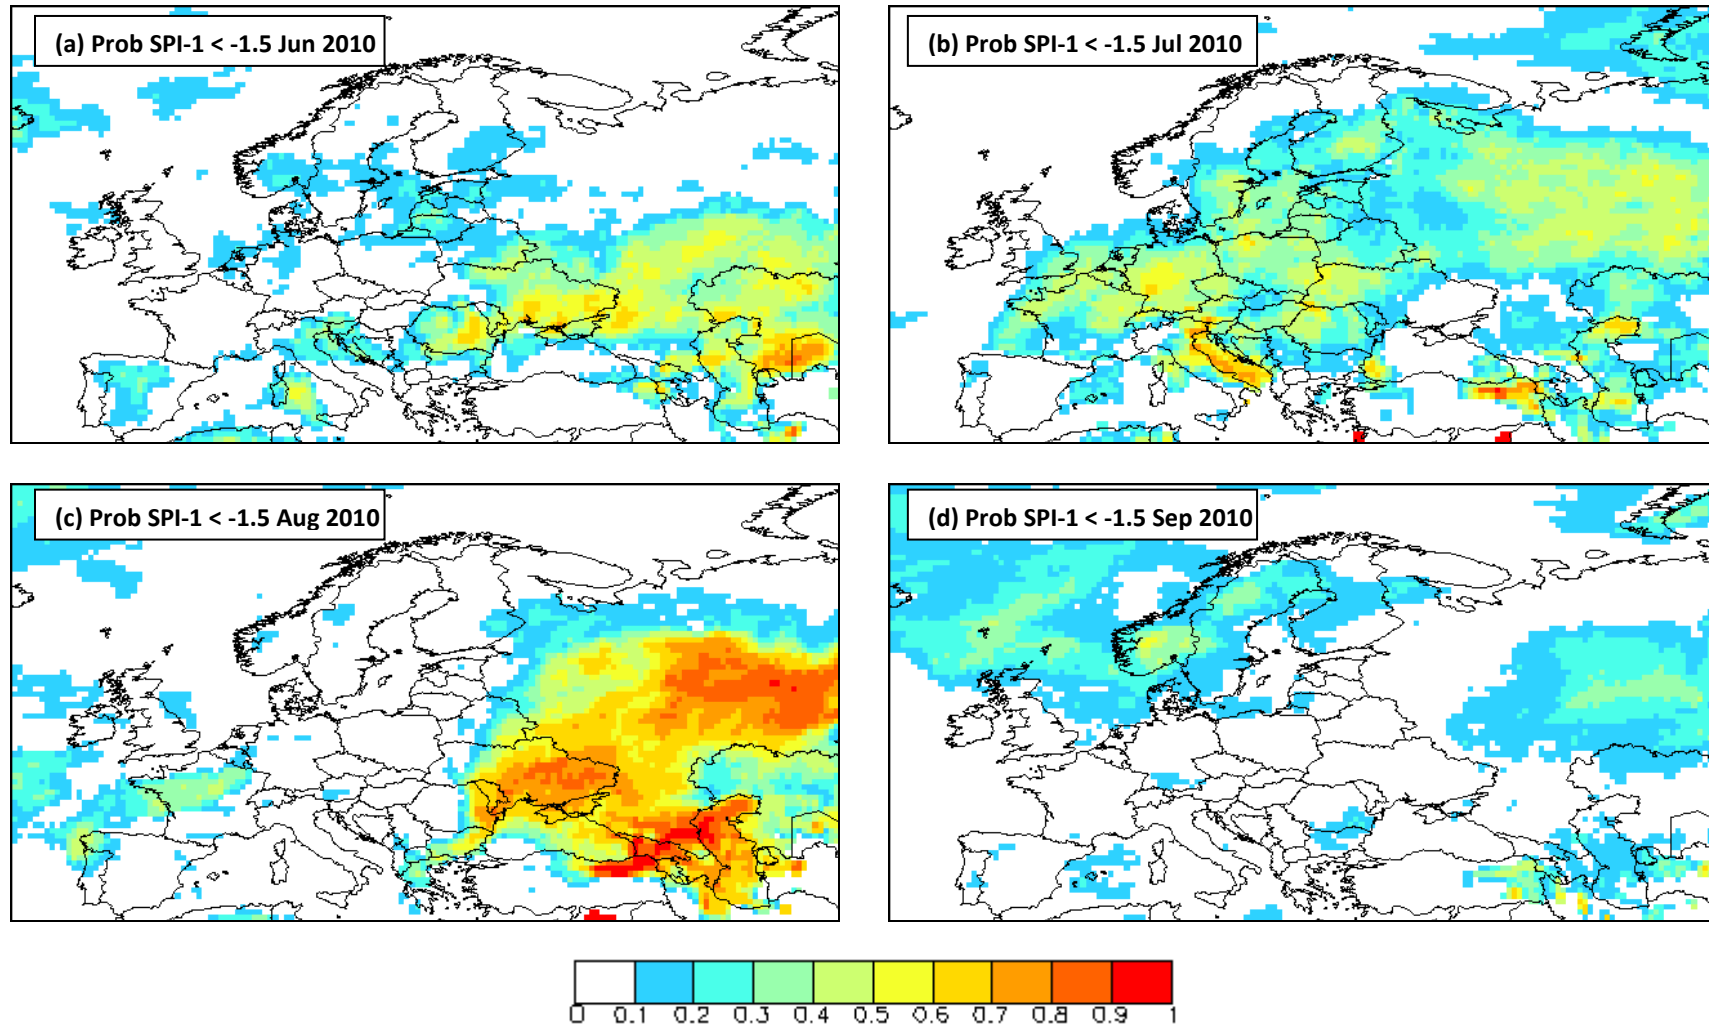 (a) Prob SPI-1 < -1.5 Jun 2010
(b) Prob SPI-1 < -1.5 Jul 2010
(c) Prob SPI-1 < -1.5 Aug 2010
(d) Prob SPI-1 < -1.5 Sep 2010
0 0.1 0.2 0.3 0.4 0.5 0.6 0.7 0.8 0.9 1